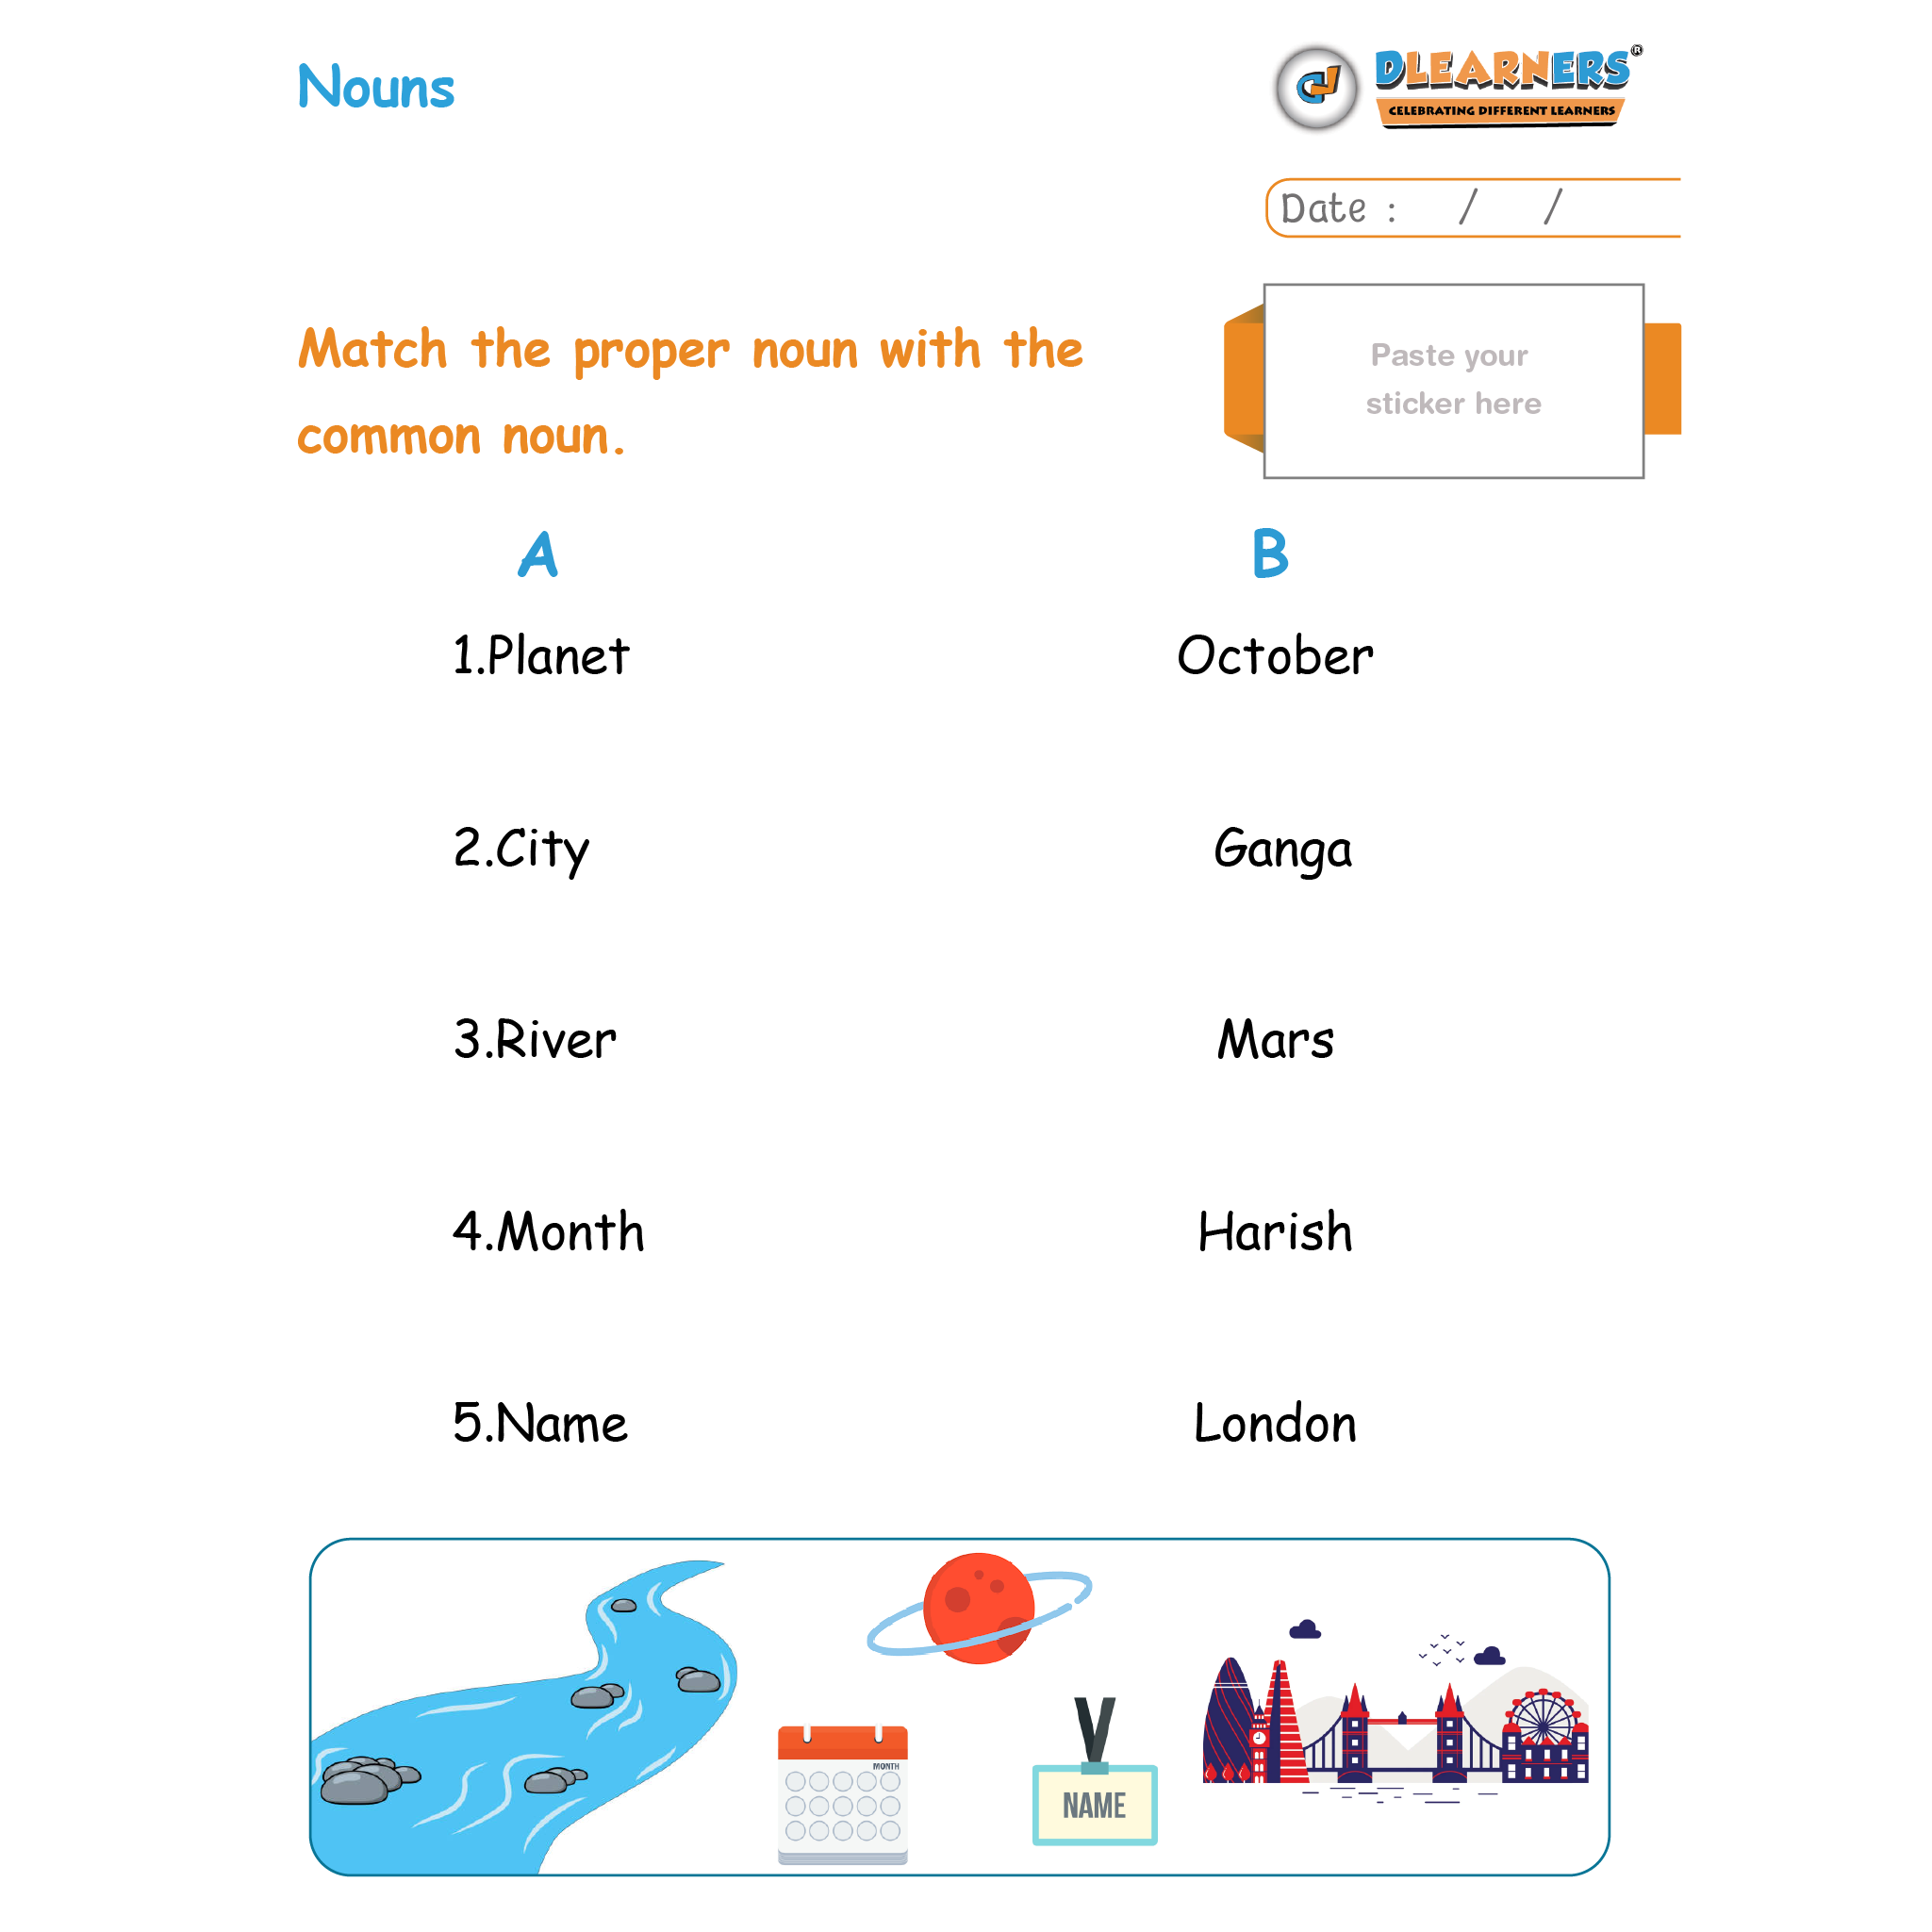 Nouns
DLEARNERS®
CELEBRATING DIFFERENT LEARNERS
Date : / /
Match the proper noun with the
common noun.
Paste your
sticker here
A B
1.Planet October
2.City Ganga
3.River Mars
4.Month Harish
5.Name London
MONTH
NAME